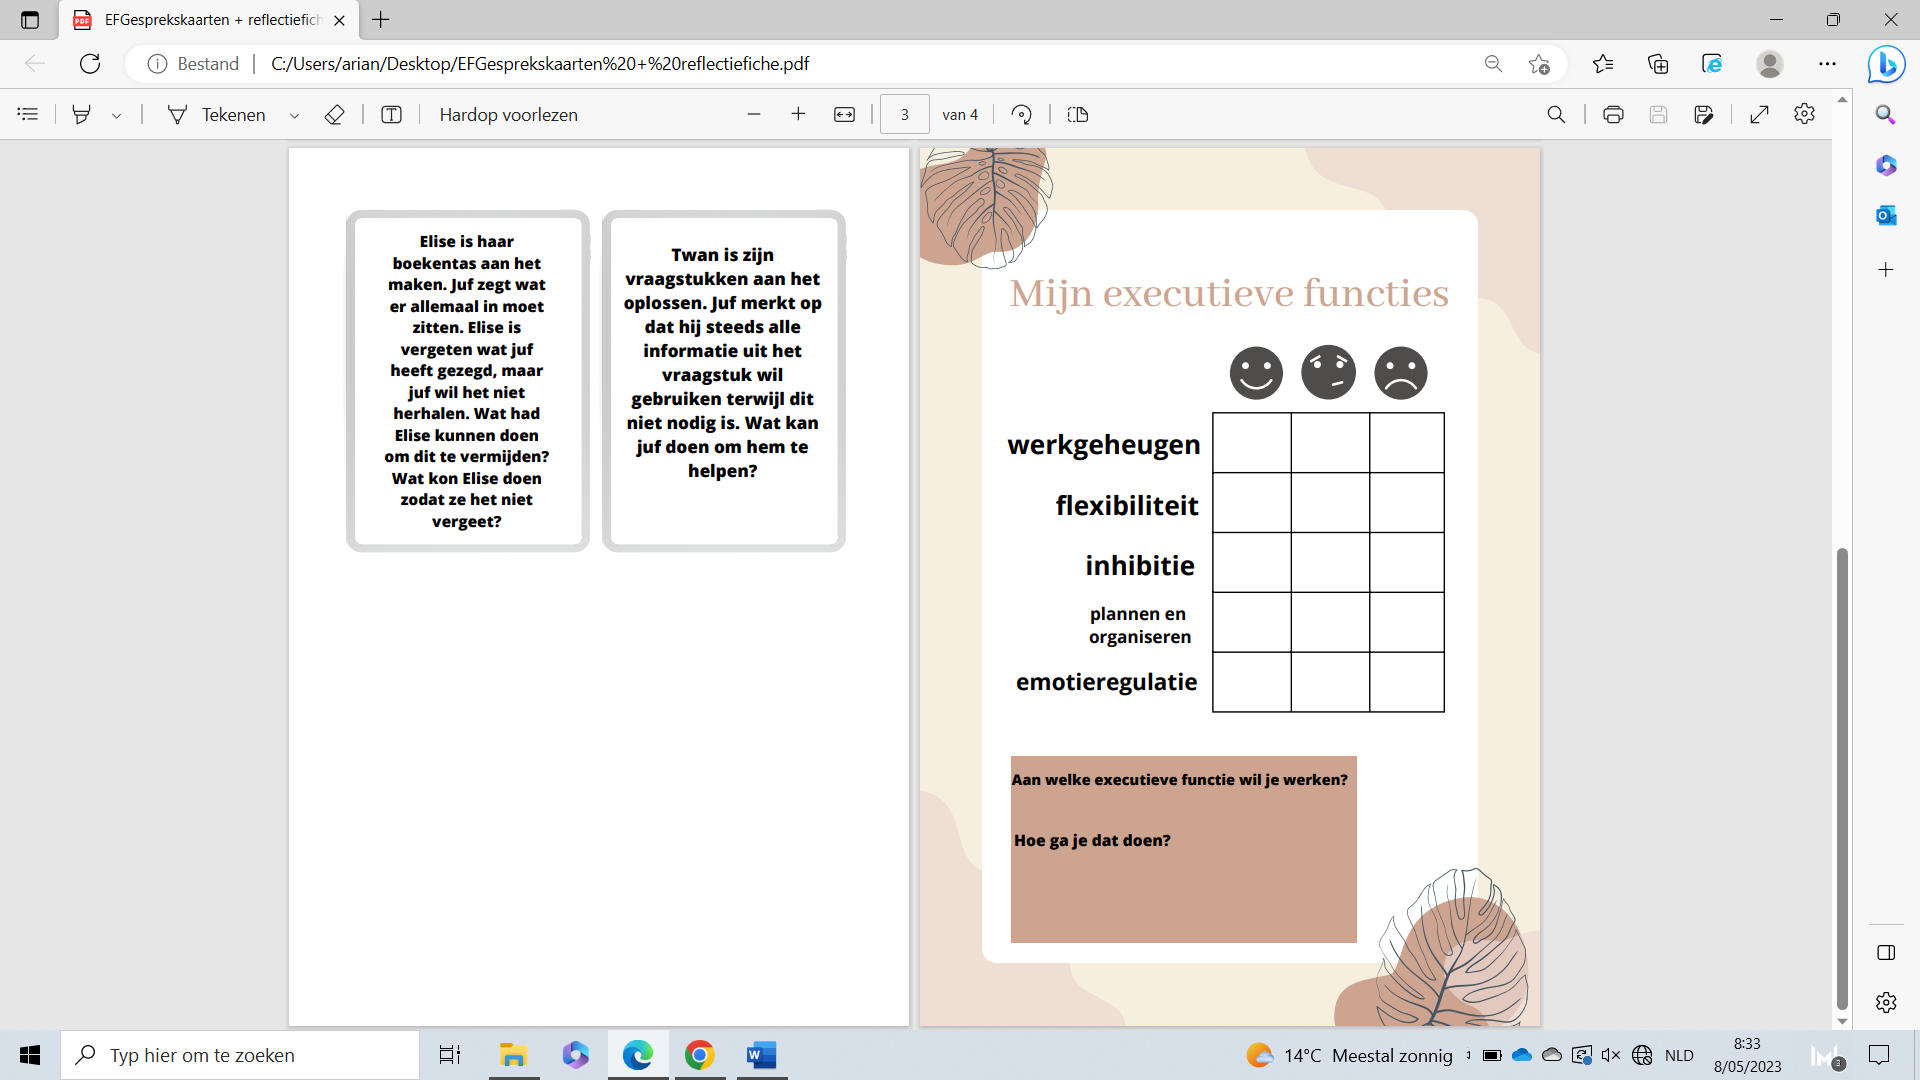 EFGesprekskaarten + reflectiefich
Bestand
C:/Users/arian/Desktop/EFGesprekskaarten%20+%20reflectiefiche.pdf
Tekenen
Hardop voorlezen
3
van 4
Elise is haar
boekentas aan het
maken. Juf zegt wat
er allemaal in moet
zitten. Elise is
vergeten wat juf
heeft gezegd, maar
juf wil het niet
herhalen. Wat had
Elise kunnen doen
om dit te vermijden?
Wat kon Elise doen
zodat ze het niet
vergeet?
Twan is zijn
vraagstukken aan het
oplossen. Juf merkt op
dat hij steeds alle
informatie uit het
vraagstuk wil
gebruiken terwijl dit
niet nodig is. Wat kan
juf doen om hem te
helpen?
Mijn executieve functies
werkgeheugen
flexibiliteit
inhibitie
plannen en
organiseren
emotieregulatie
Aan welke executieve functie wil je werken?
Hoe ga je dat doen?
Typ hier om te zoeken
14°C Meestal zonnig
NLD
8:33
8/05/2023
3